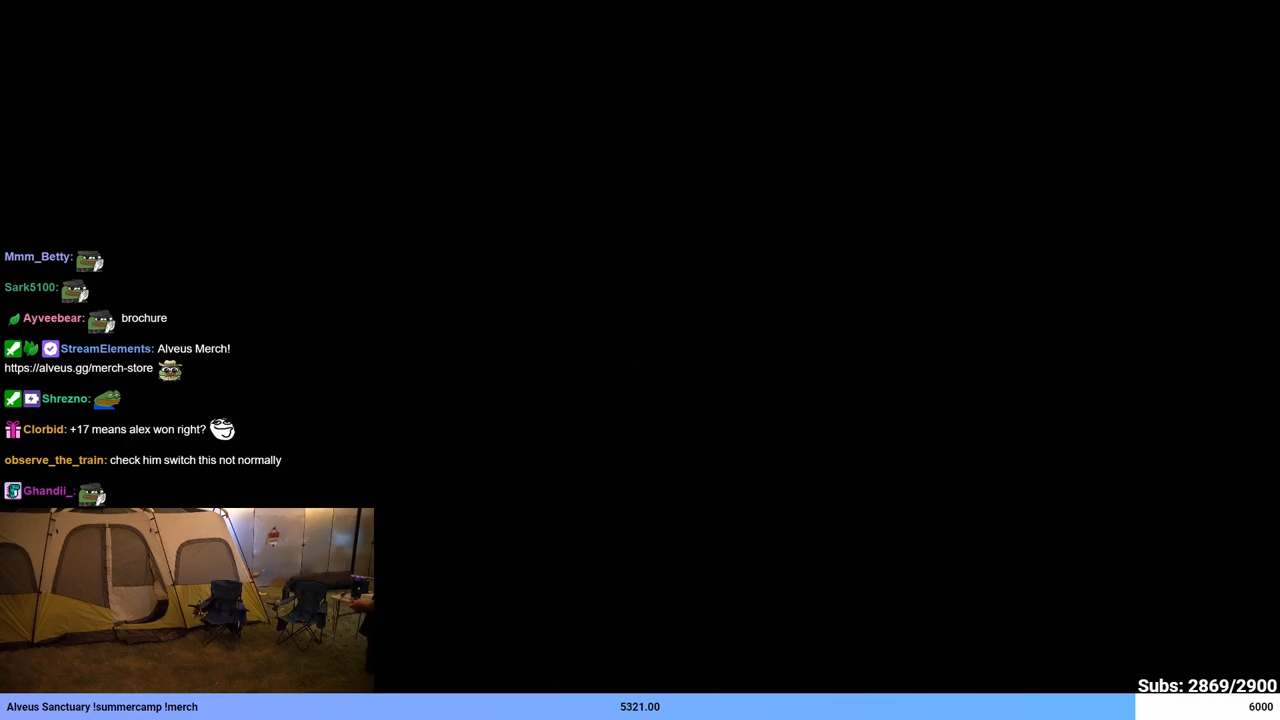 Mmm_Betty:
Sark5100:
Ayveebear: brochure
StreamElements: Alveus Merch!
https://alveus.gg/merch-store
Shrezno:
Clorbid: +17 means alex won right?
observe_the_train: check him switch this not normally
Ghandii_:
Subs: 2869/2900
Alveus Sanctuary !summercamp !merch 5321.00 6000